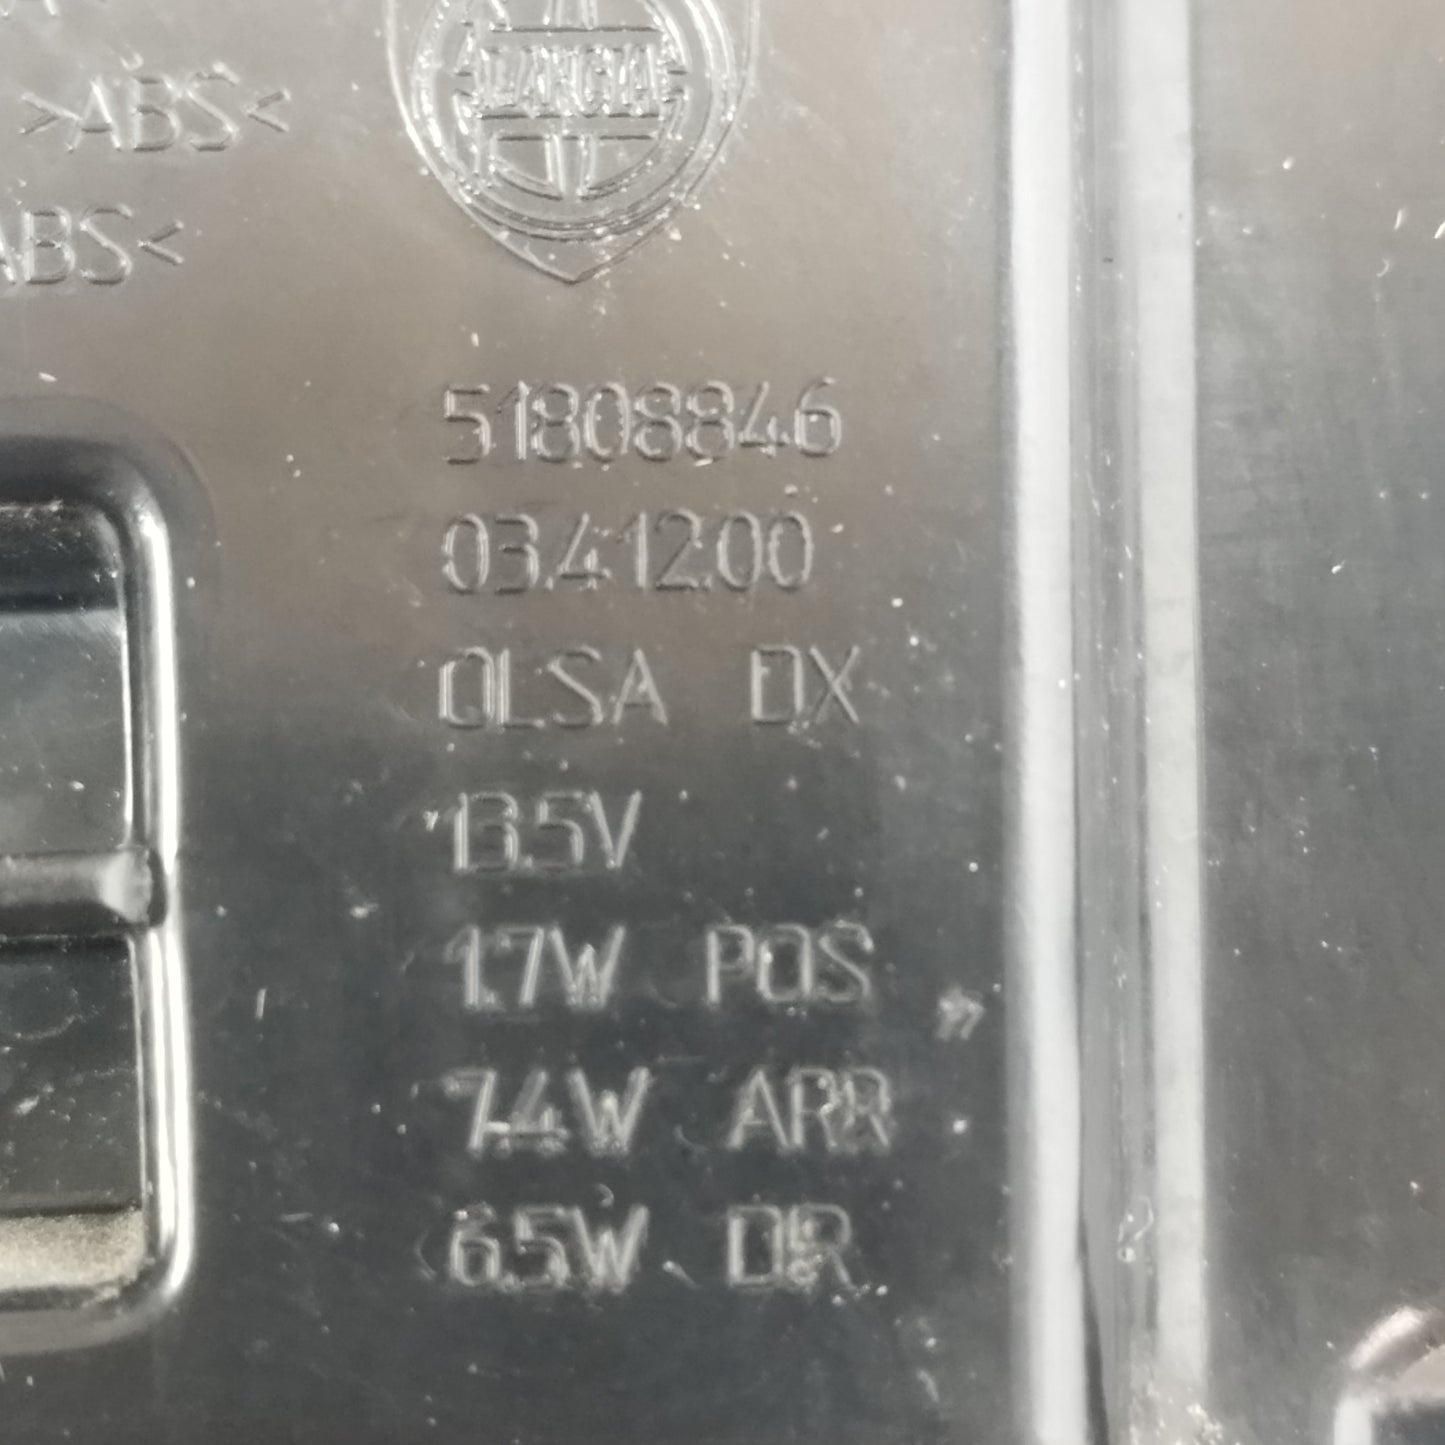 LANCIA
>ABS<
ABS<
51808846
03.412.00
OLSA DX
13.5V
1.7W POS
7.4W ARR
6.5W DIR